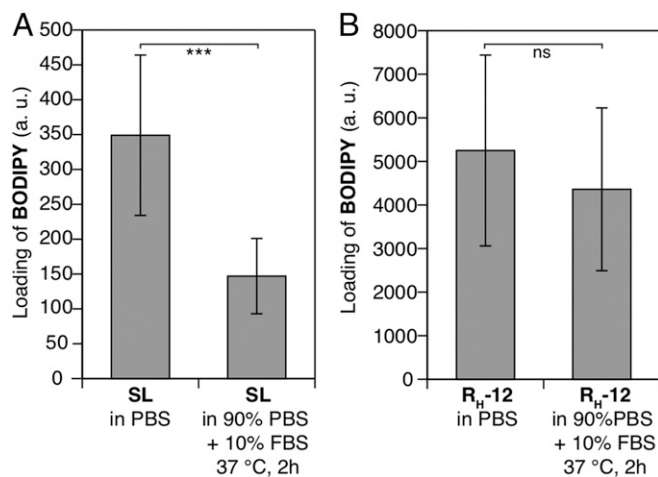 A
Loading of BODIPY (a. u.)
500
450
400
350
300
250
200
150
100
50
0
***
SL
in PBS
SL
in 90% PBS
+ 10% FBS
37 °C, 2h
B
Loading of BODIPY (a. u.)
8000
7000
6000
5000
4000
3000
2000
1000
0
ns
RH-12
in PBS
RH-12
in 90%PBS
+ 10% FBS
37 °C, 2h